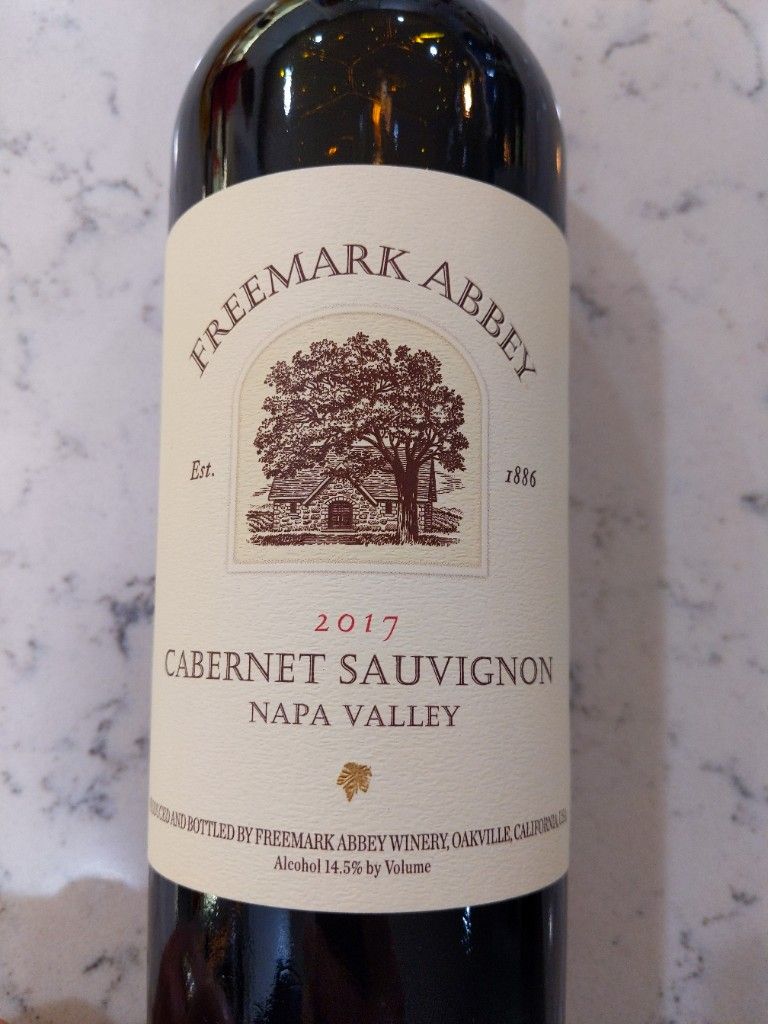 FREEMARK ABBEY
Est. 1886
2017
CABERNET SAUVIGNON
NAPA VALLEY
AND BOTTLED BY FREEMARK ABBEY WINERY, OAKVILLE, CALIFORNIA, USA
Alcohol 14.5% by Volume